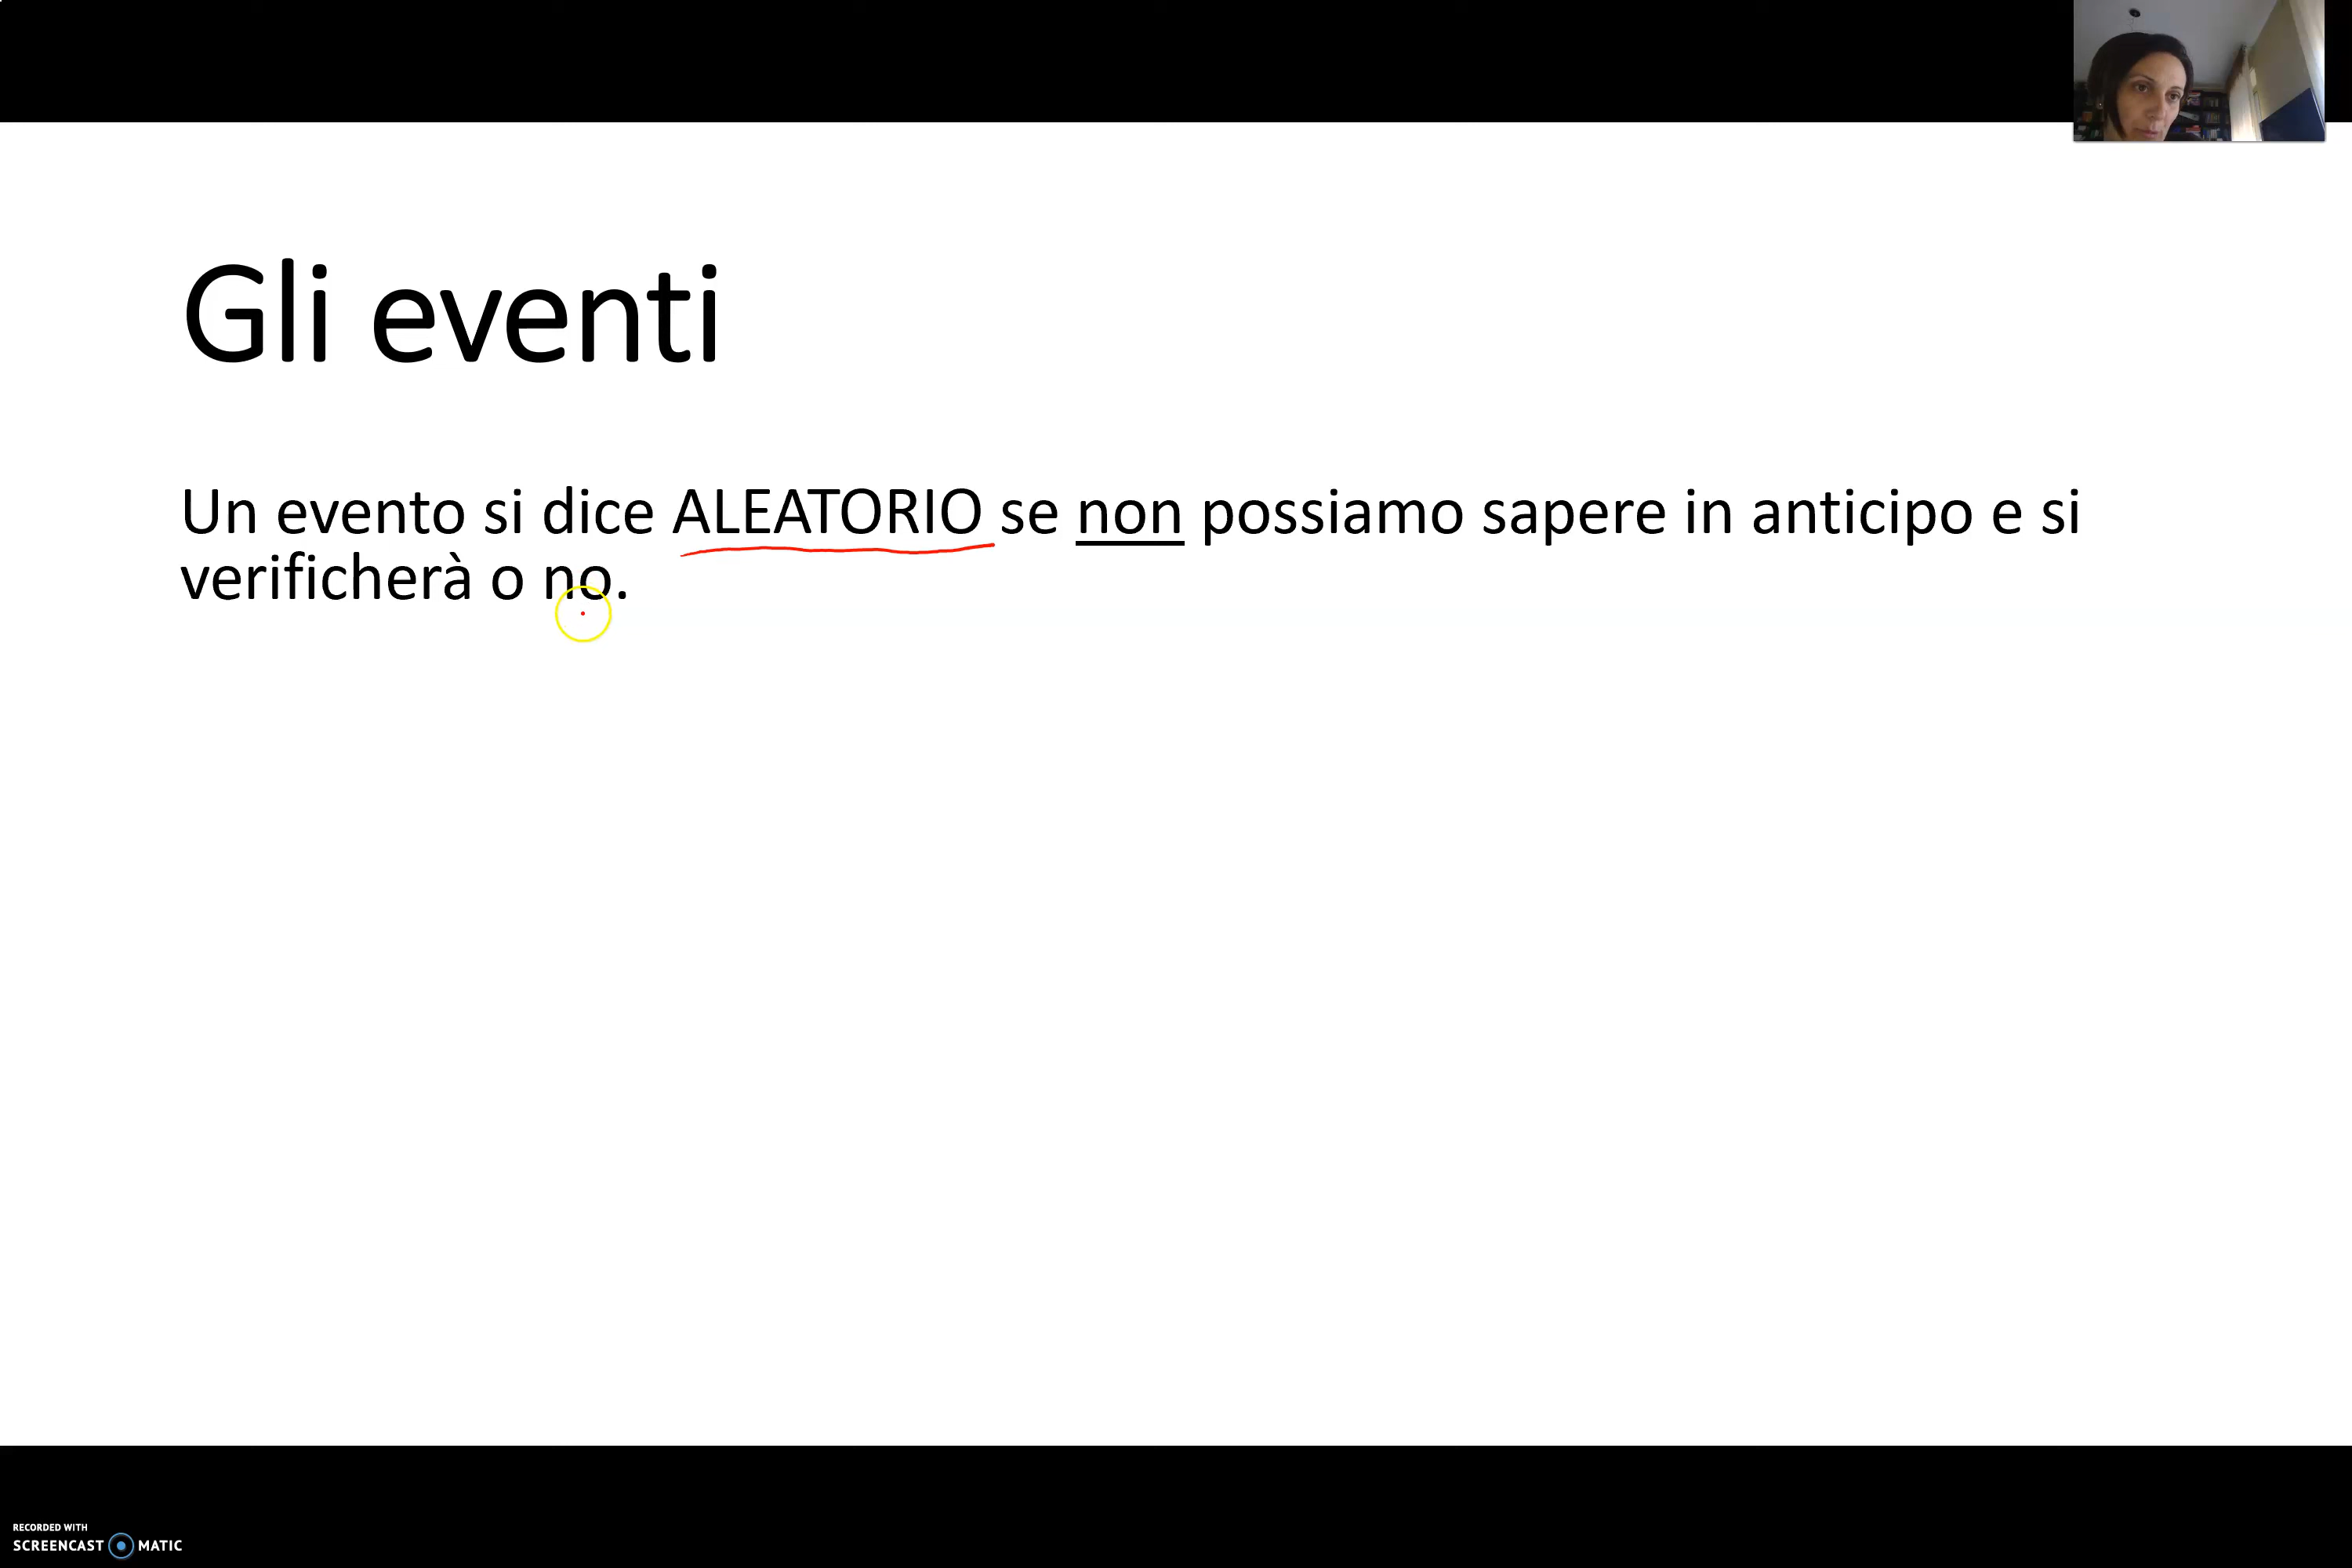 Gli eventi
Un evento si dice ALEATORIO se non possiamo sapere in anticipo e si
verificherà o no.
RECORDED WITH
SCREENCAST MATIC